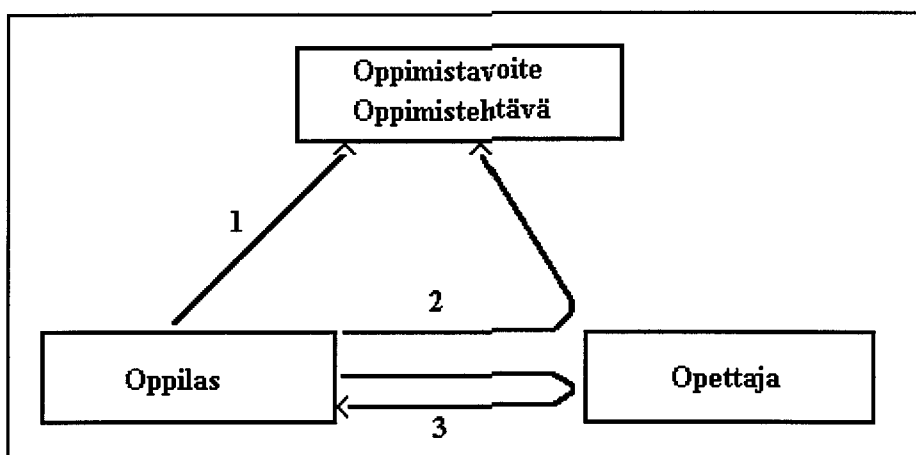 Oppimistavoite
Oppimistehtävä
1
2
Oppilas
Opettaja
3